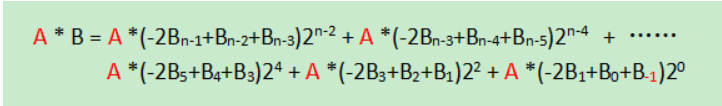 A * B = A *(-2Bₙ₋₁+Bₙ₋₂+Bₙ₋₃)2ⁿ⁻² + A *(-2Bₙ₋₃+Bₙ₋₄+Bₙ₋₅)2ⁿ⁻⁴ + ······
A *(-2B₅+B₄+B₃)2⁴ + A *(-2B₃+B₂+B₁)2² + A *(-2B₁+B₀+B₋₁)2⁰